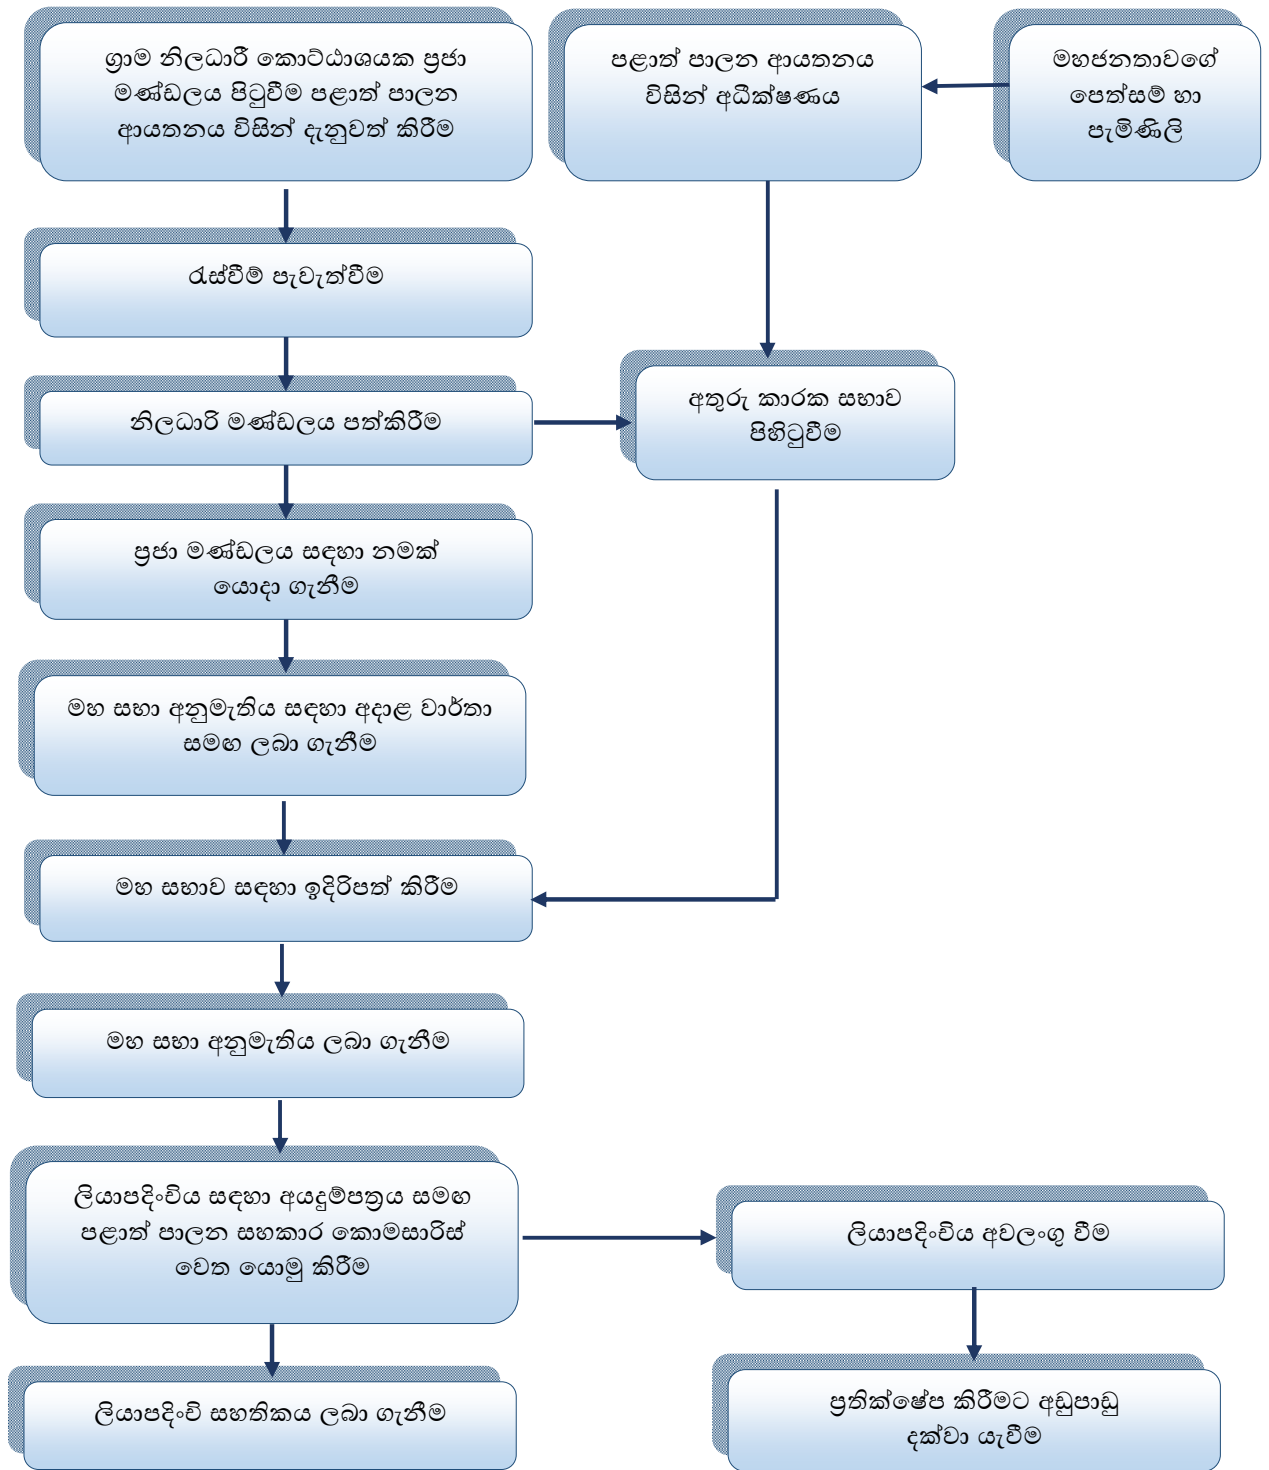 ග්‍රාම නිලධාරී කොට්ඨාශයක ප්‍රජා
මණ්ඩලය පිටුවීම පළාත් පාලන
ආයතනය විසින් දැනුවත් කිරීම
පළාත් පාලන ආයතනය
විසින් අධීක්ෂණය
මහජනතාවගේ
පෙත්සම් හා
පැමිණිලි
රැස්වීම් පැවැත්වීම
නිලධාරි මණ්ඩලය පත්කිරීම
අතුරු කාරක සභාව
පිහිටුවීම
ප්‍රජා මණ්ඩලය සඳහා නමක්
යොදා ගැනීම
මහ සභා අනුමැතිය සඳහා අදාළ වාර්තා
සමඟ ලබා ගැනීම
මහ සභාව සඳහා ඉදිරිපත් කිරීම
මහ සභා අනුමැතිය ලබා ගැනීම
ලියාපදිංචිය සඳහා අයදුම්පත්‍රය සමඟ
පළාත් පාලන සහකාර කොමසාරිස්
වෙත යොමු කිරීම
ලියාපදිංචිය අවලංගු වීම
ලියාපදිංචි සහතිකය ලබා ගැනීම
ප්‍රතික්ෂේප කිරීමට අඩුපාඩු
දක්වා යැවීම